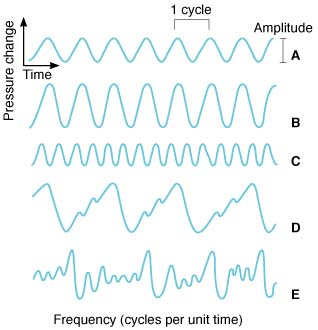 1 cycle
Amplitude
Pressure change
Time
A
B
C
D
E
Frequency (cycles per unit time)